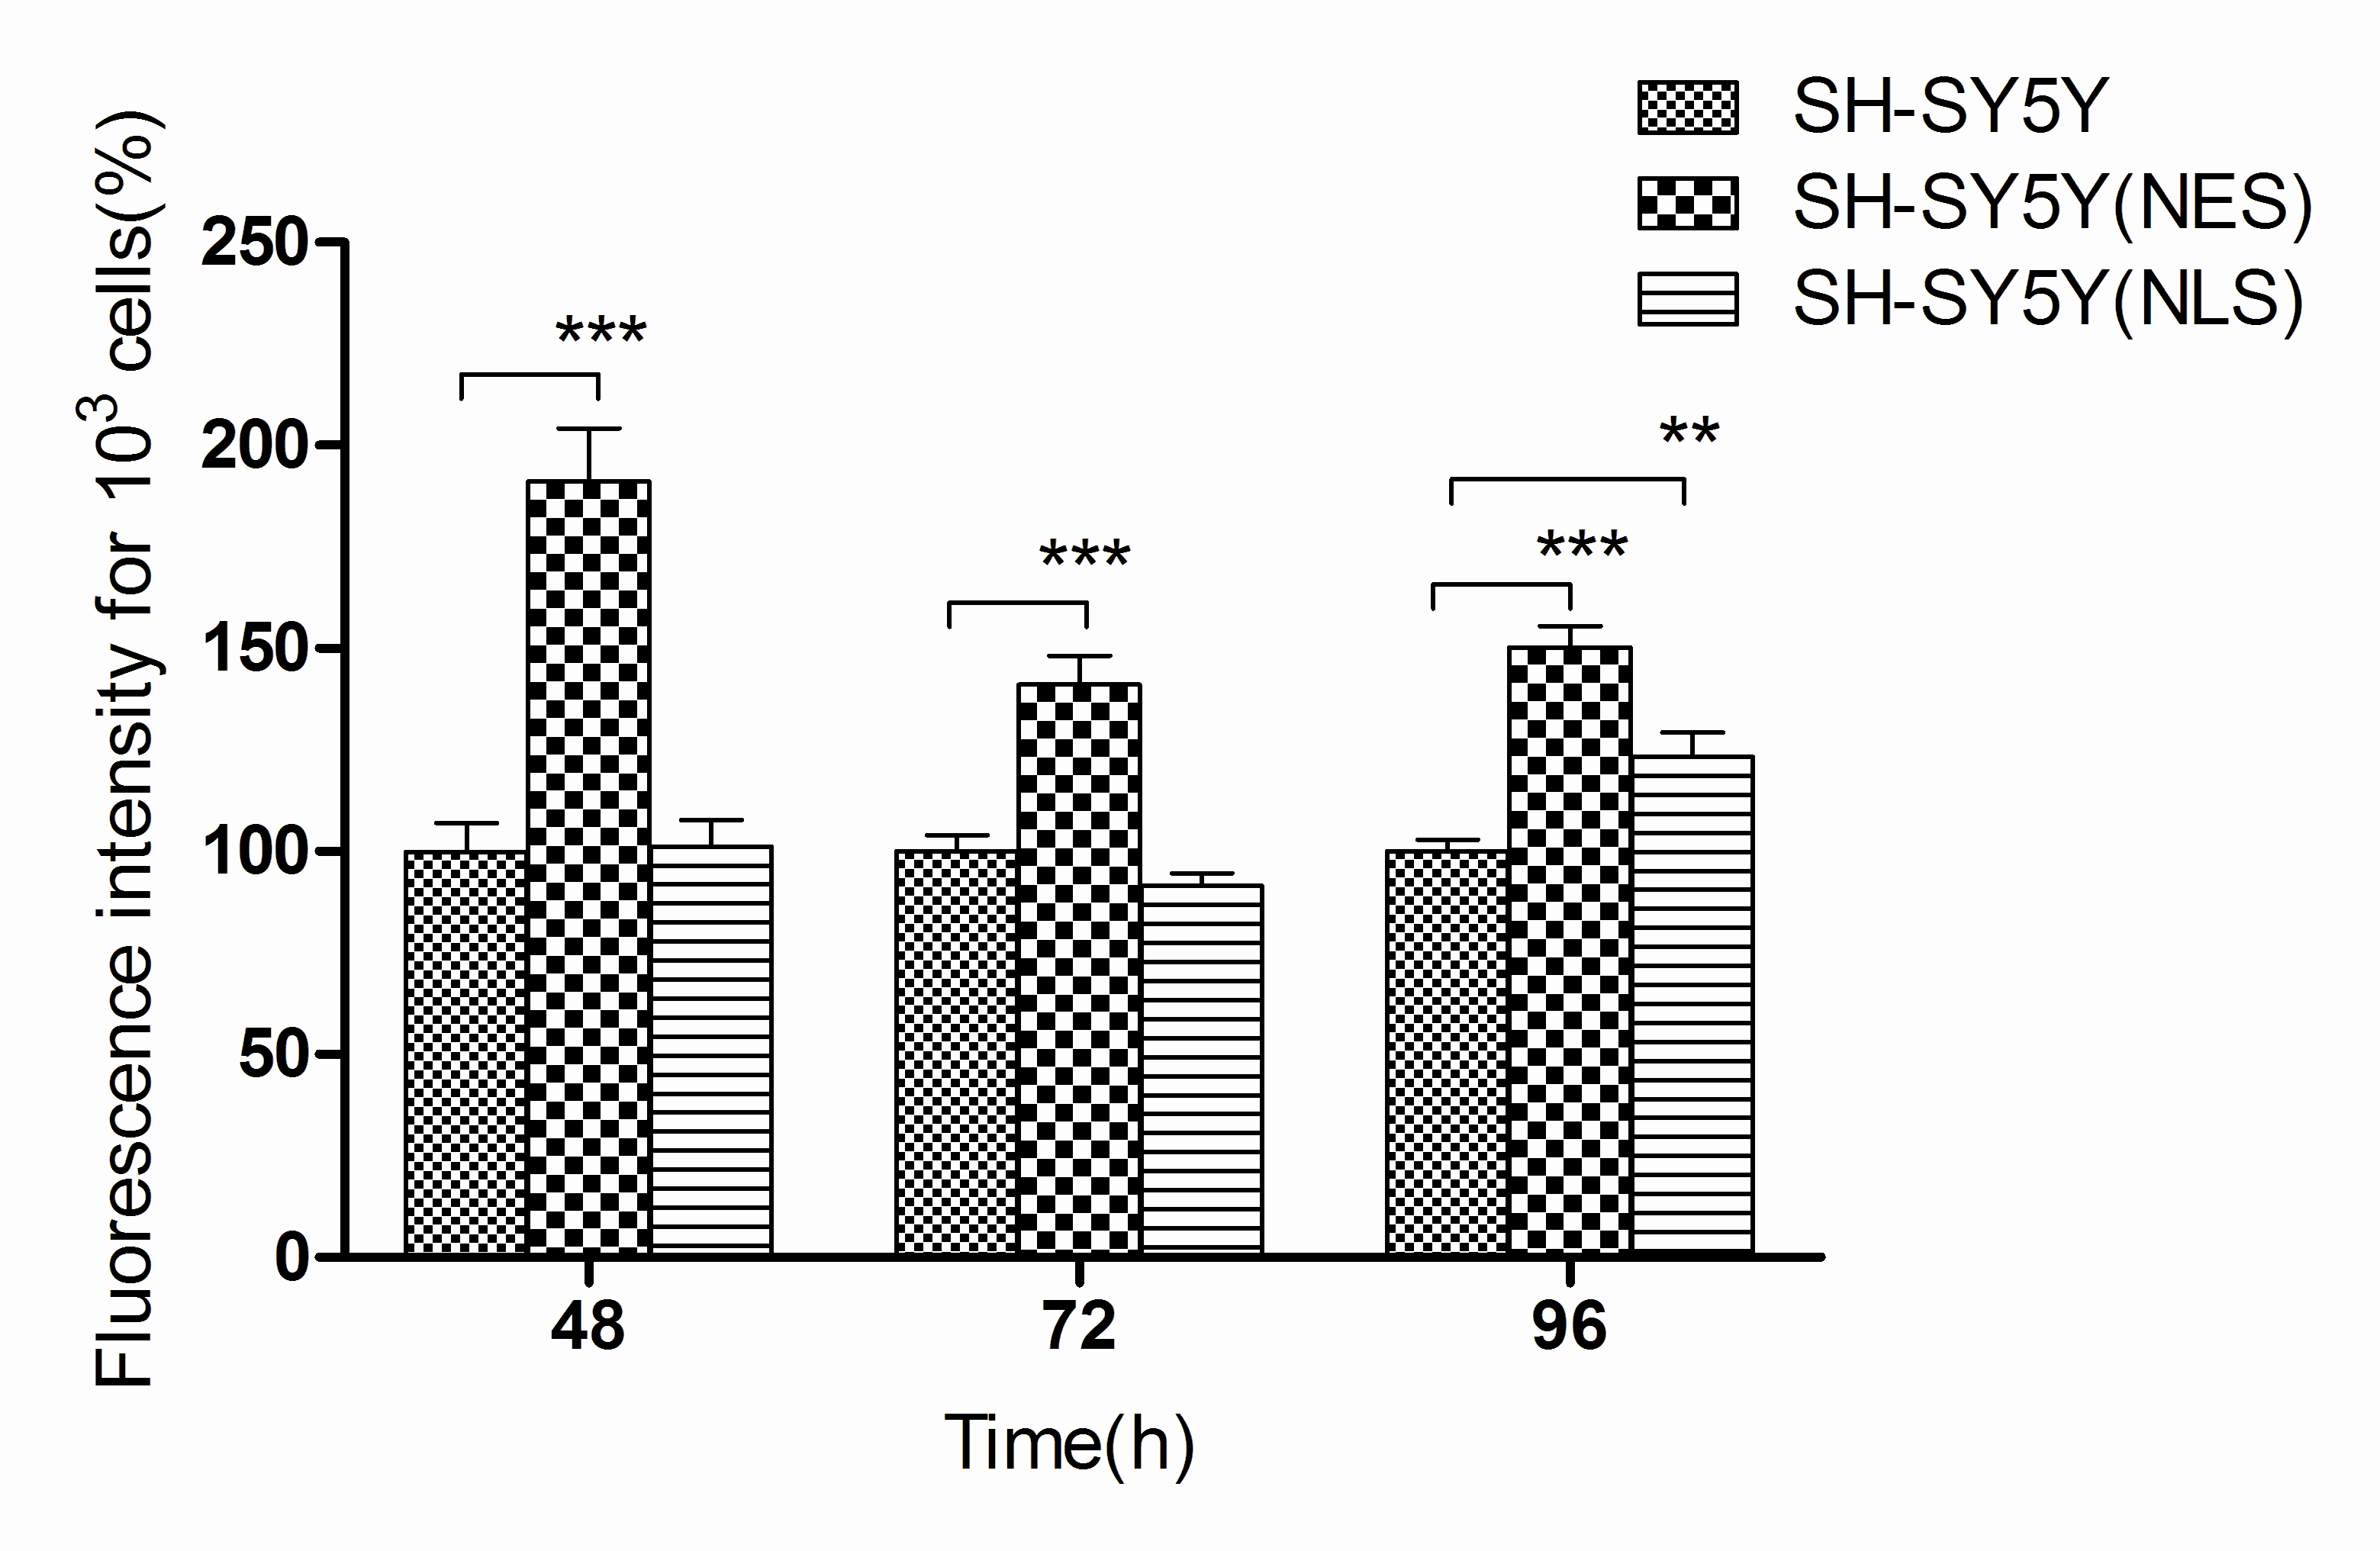 SH-SY5Y
SH-SY5Y(NES)
SH-SY5Y(NLS)
Fluorescence intensity for 10³ cells(%)
250
200
150
100
50
0
***
***
***
**
48
72
96
Time(h)